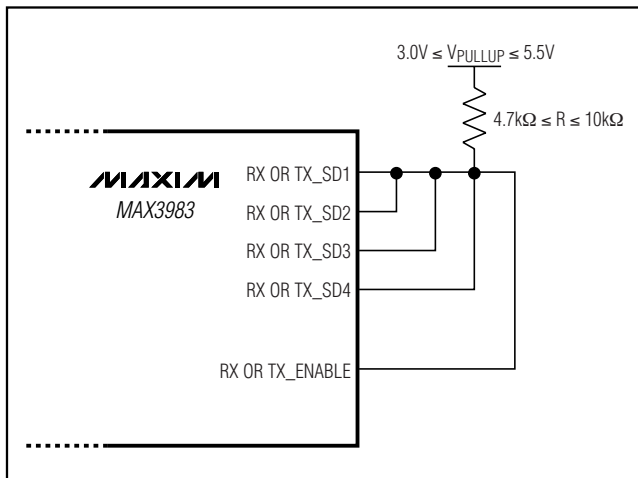 3.0V ≤ VPULLUP ≤ 5.5V
4.7kΩ ≤ R ≤ 10kΩ
MAXIM
MAX3983
RX OR TX_SD1
RX OR TX_SD2
RX OR TX_SD3
RX OR TX_SD4
RX OR TX_ENABLE